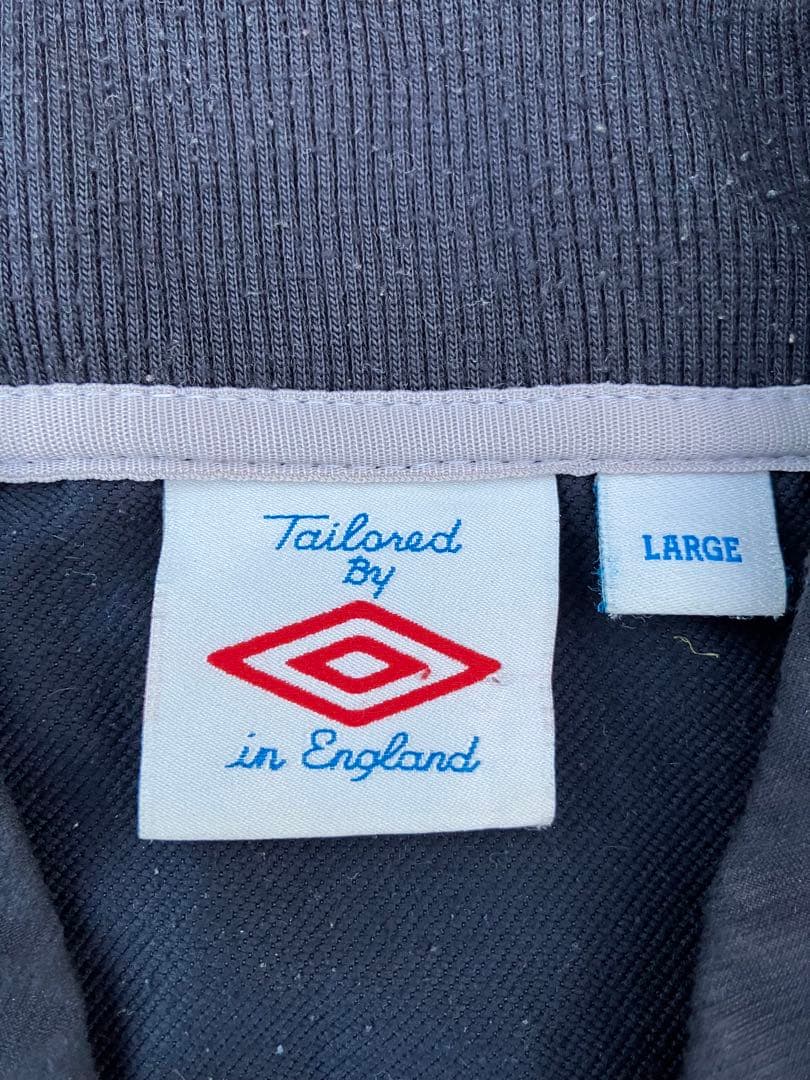 Tailored
By
in England
LARGE